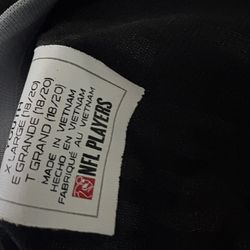 YOUTH
X LARGE (18/20)
E GRANDE (18/20)
T GRAND (18/20)
MADE IN VIETNAM
HECHO EN VIETNAM
FABRIQUÉ AU VIETNAM
NFL PLAYERS